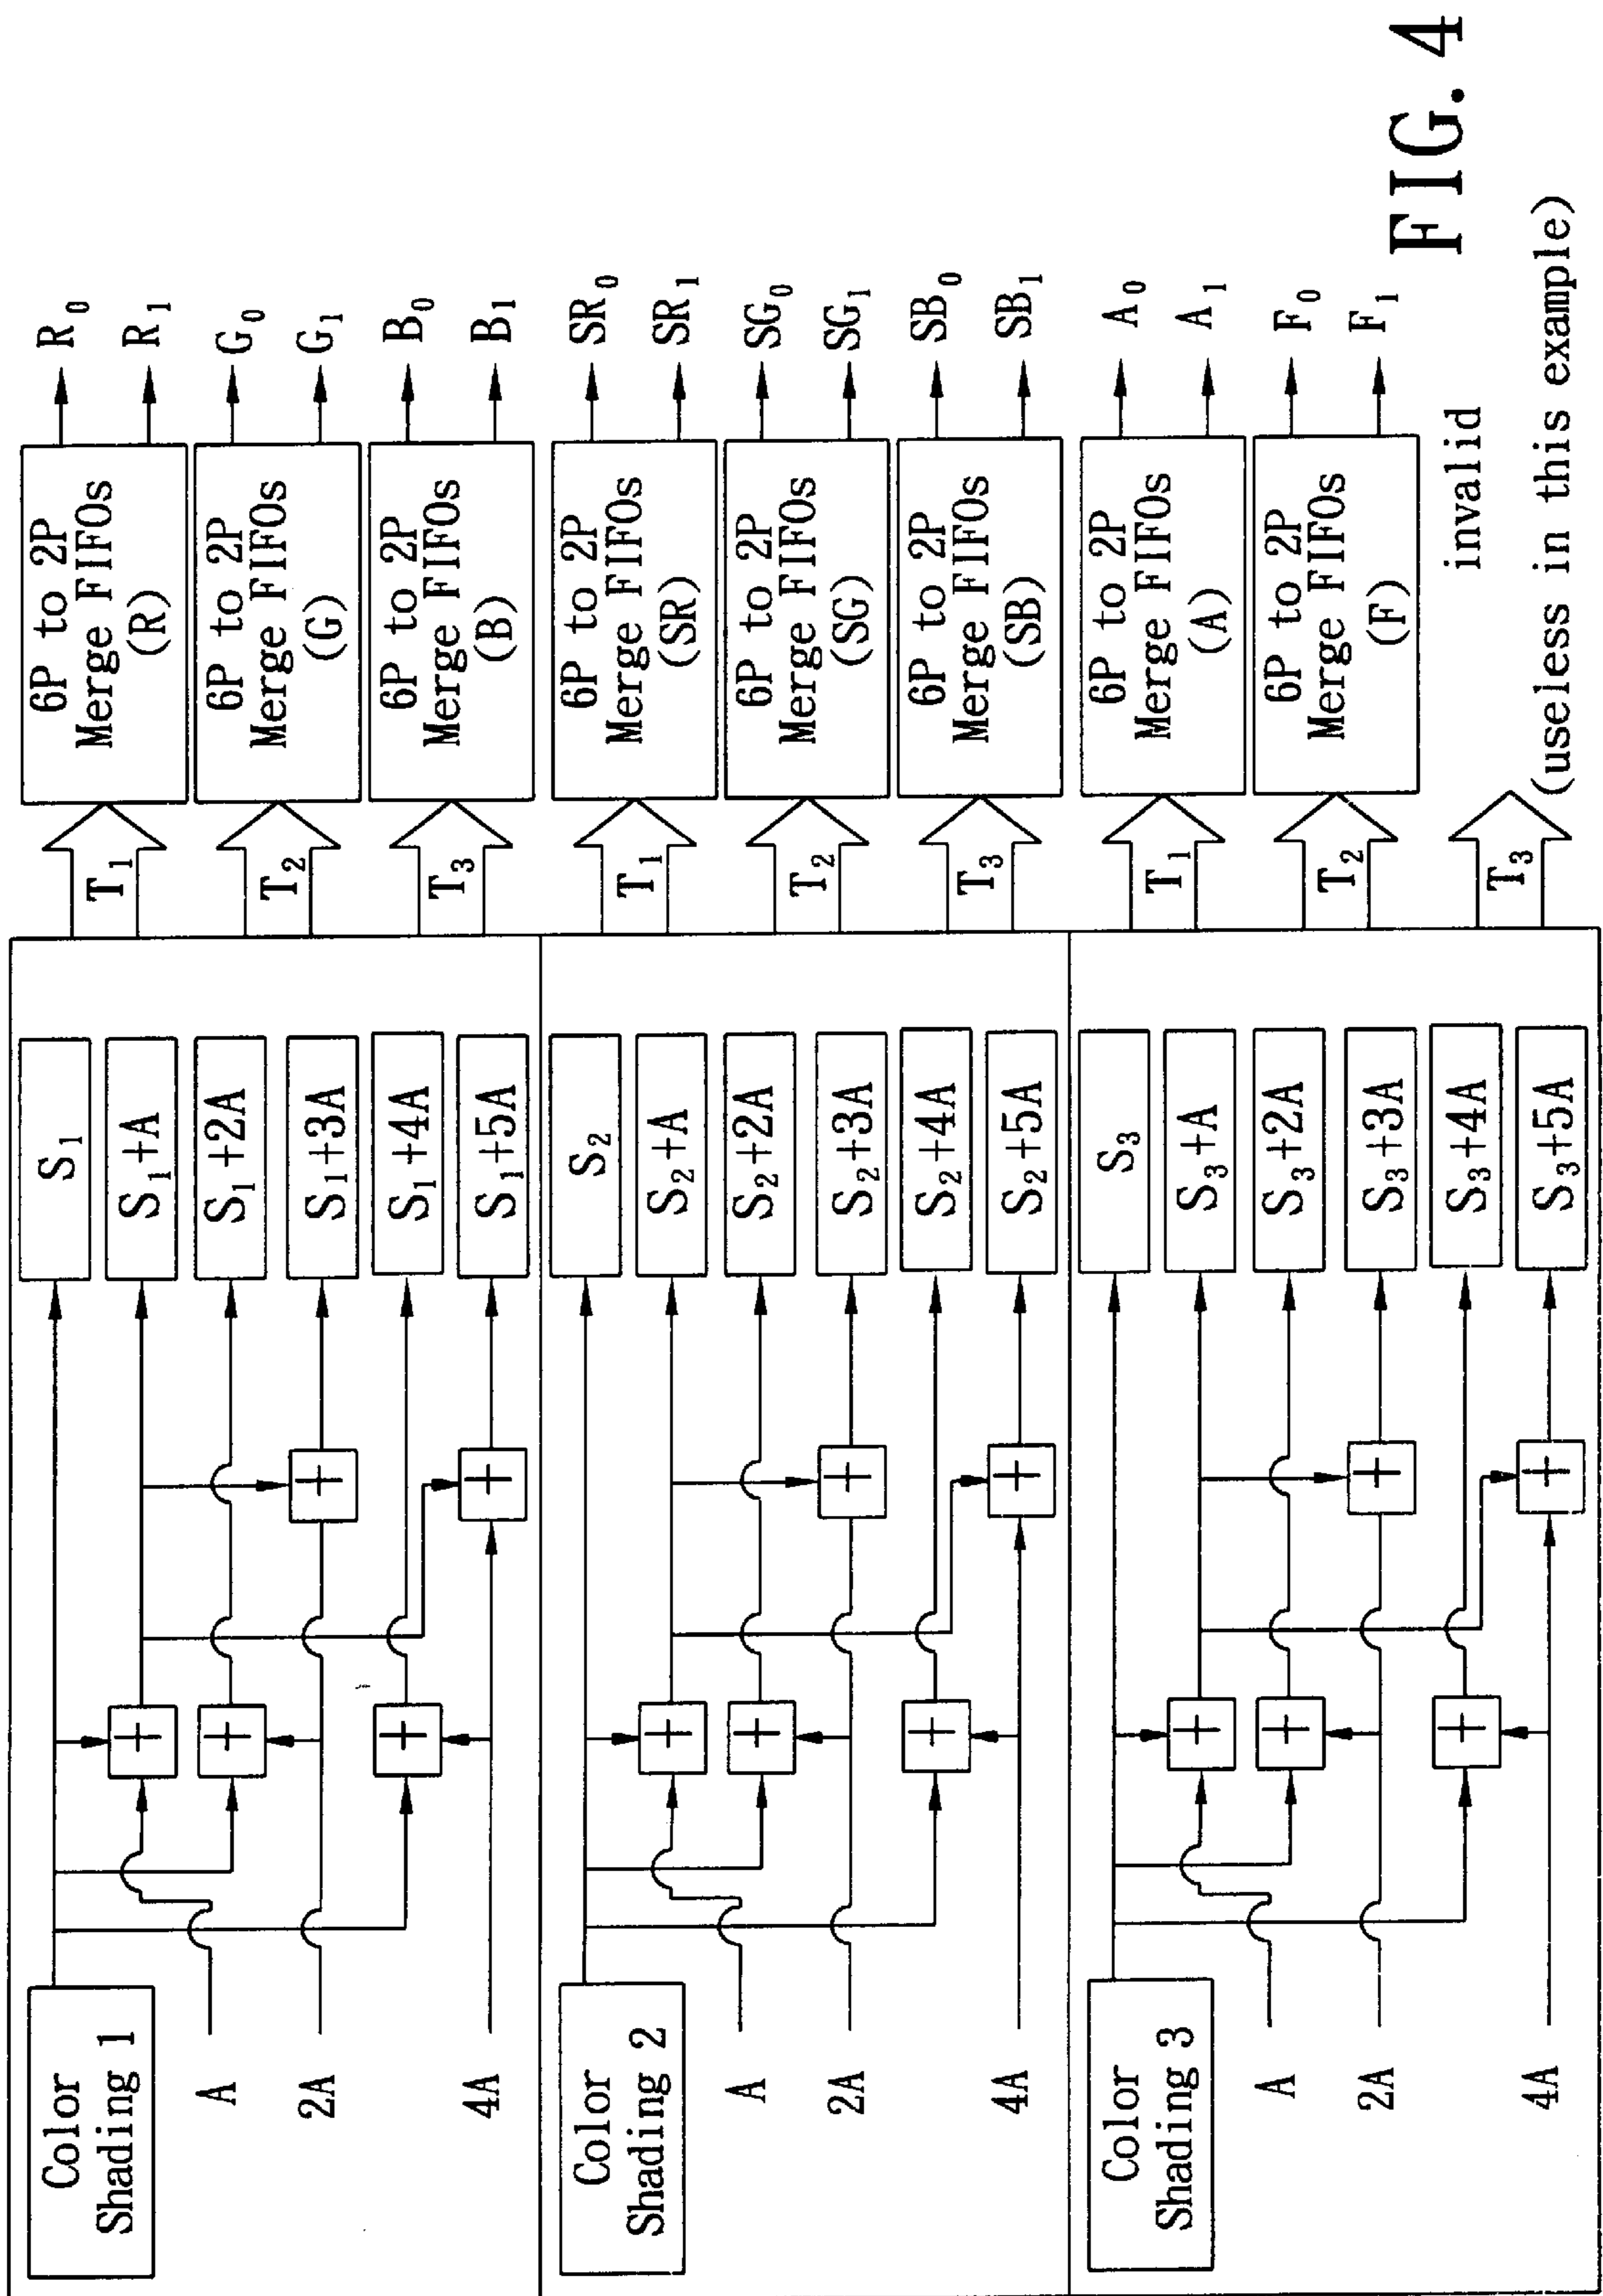 Color
Shading 1
A
2A
4A
+
+
+
+
+
S₁
S₁+A
S₁+2A
S₁+3A
S₁+4A
S₁+5A
T₁
T₂
T₃
6P to 2P
Merge FIFOs
(R)
6P to 2P
Merge FIFOs
(G)
6P to 2P
Merge FIFOs
(B)
R₀
R₁
G₀
G₁
B₀
B₁
Color
Shading 2
A
2A
4A
+
+
+
+
+
S₂
S₂+A
S₂+2A
S₂+3A
S₂+4A
S₂+5A
T₁
T₂
T₃
6P to 2P
Merge FIFOs
(SR)
6P to 2P
Merge FIFOs
(SG)
6P to 2P
Merge FIFOs
(SB)
SR₀
SR₁
SG₀
SG₁
SB₀
SB₁
Color
Shading 3
A
2A
4A
+
+
+
+
+
S₃
S₃+A
S₃+2A
S₃+3A
S₃+4A
S₃+5A
T₁
T₂
T₃
6P to 2P
Merge FIFOs
(A)
6P to 2P
Merge FIFOs
(F)
A₀
A₁
F₀
F₁
invalid
(useless in this example)
FIG. 4